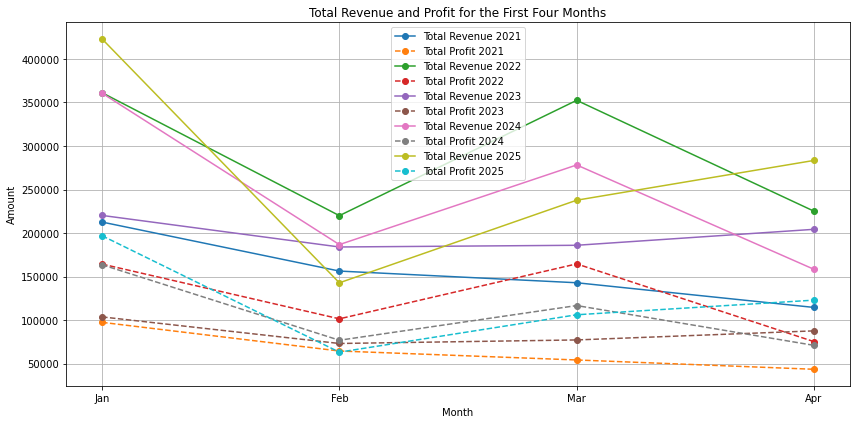 Total Revenue and Profit for the First Four Months
Total Revenue 2021
Total Profit 2021
Total Revenue 2022
Total Profit 2022
Total Revenue 2023
Total Profit 2023
Total Revenue 2024
Total Profit 2024
Total Revenue 2025
Total Profit 2025
Amount
400000
350000
300000
250000
200000
150000
100000
50000
Jan
Feb
Mar
Apr
Month